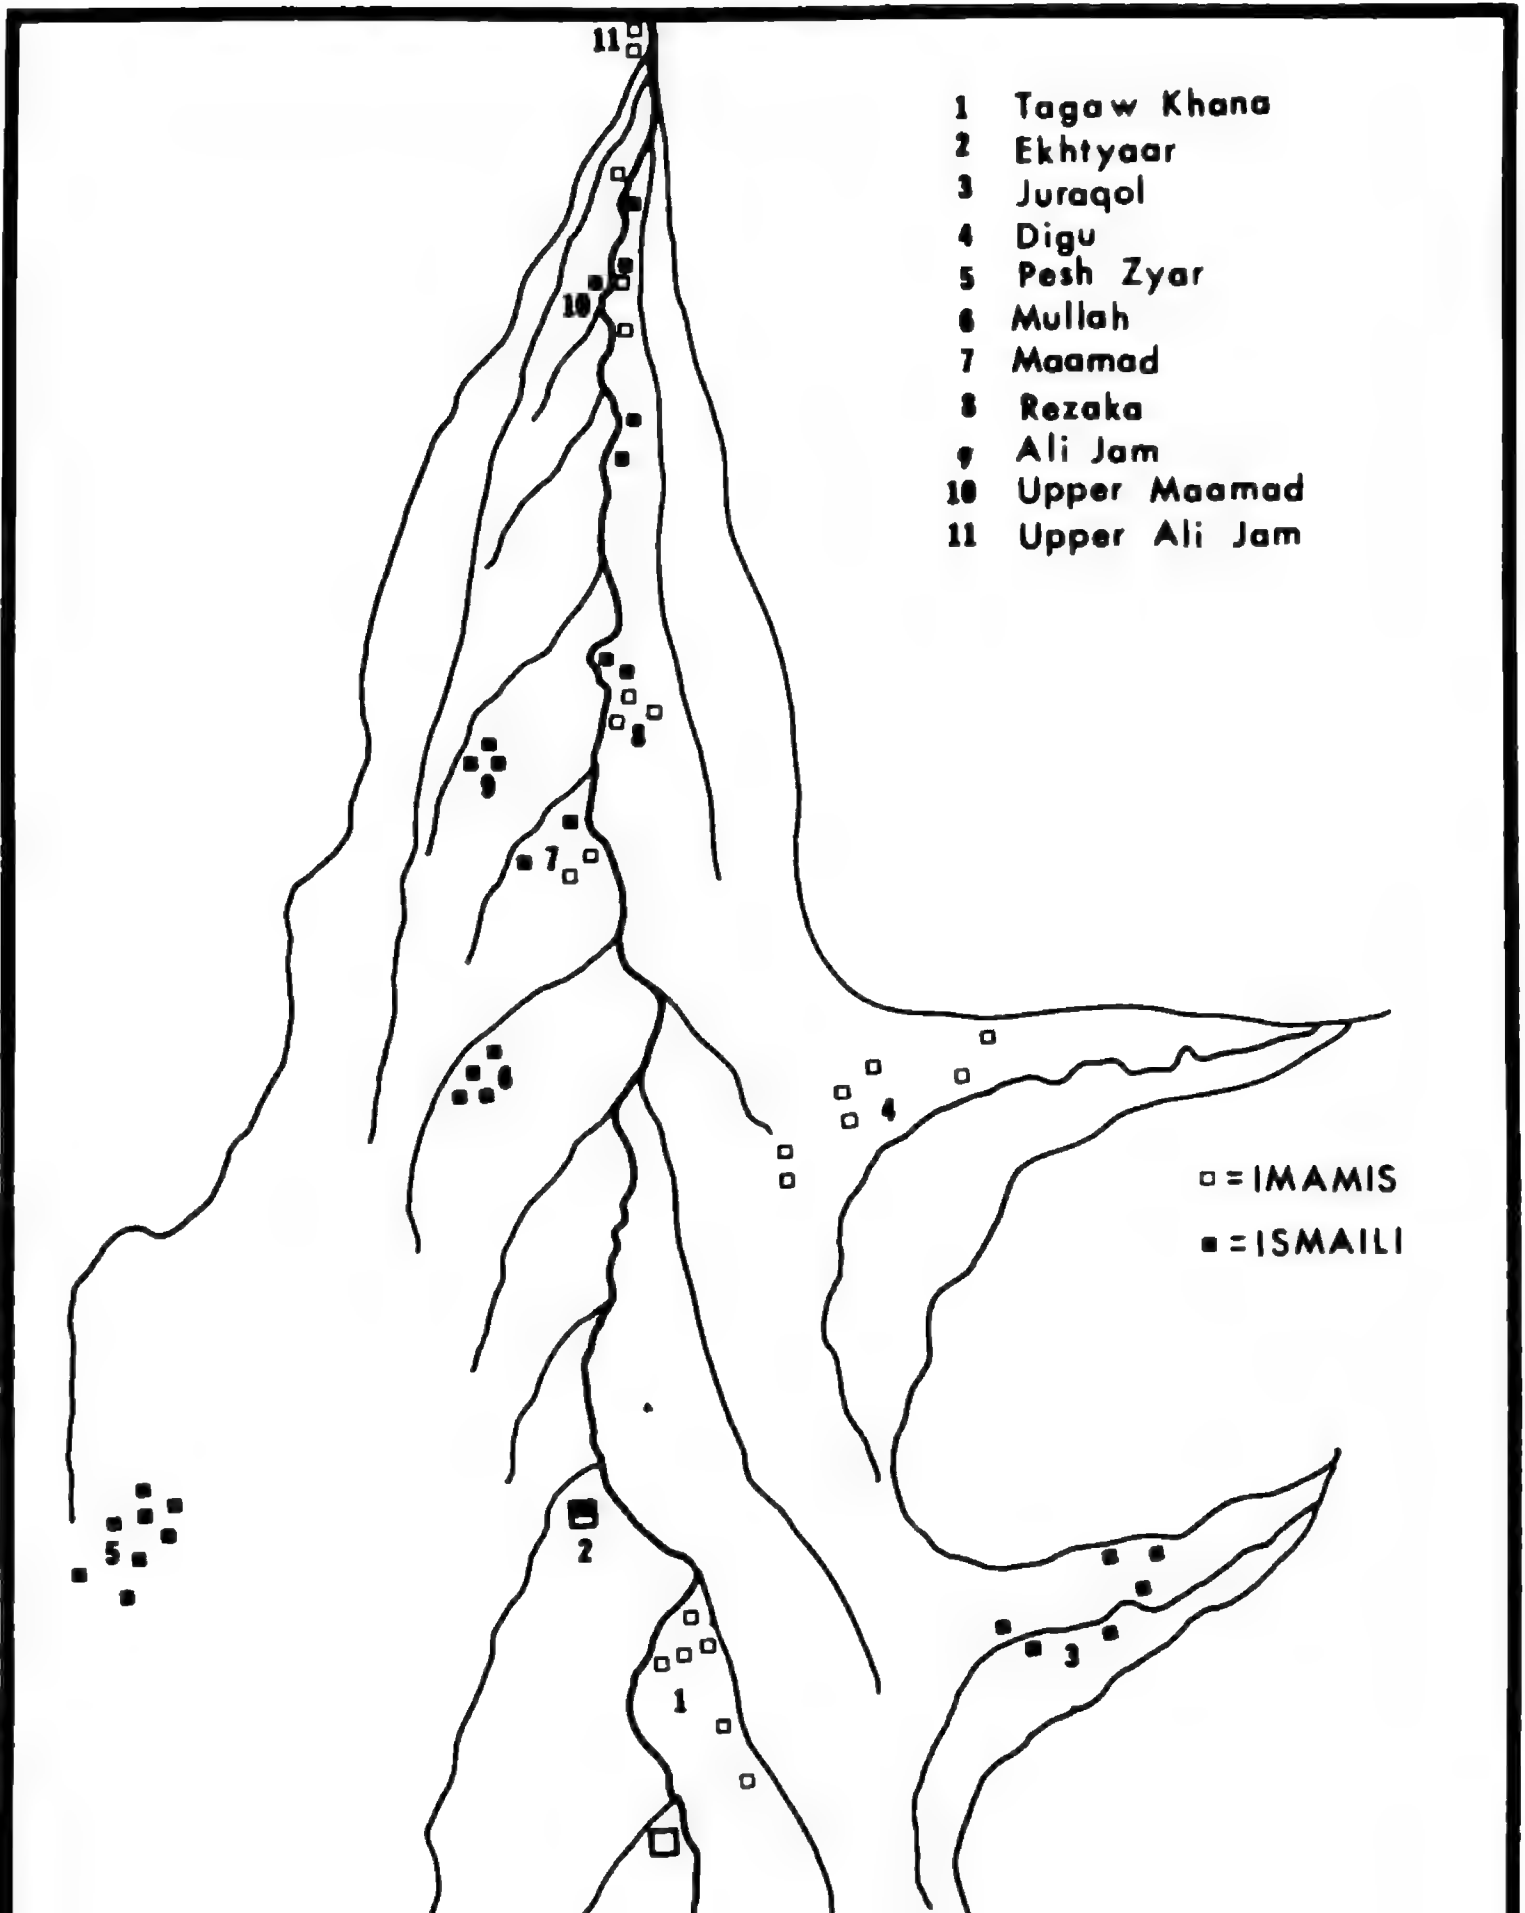 11
1 Tagaw Khana
2 Ekhtyaar
3 Juraqol
4 Digu
5 Pesh Zyar
6 Mullah
7 Maamad
8 Rezaka
9 Ali Jam
10 Upper Maamad
11 Upper Ali Jam
10
8
9
7
6
4
=IMAMIS
=ISMAILI
5
2
3
1